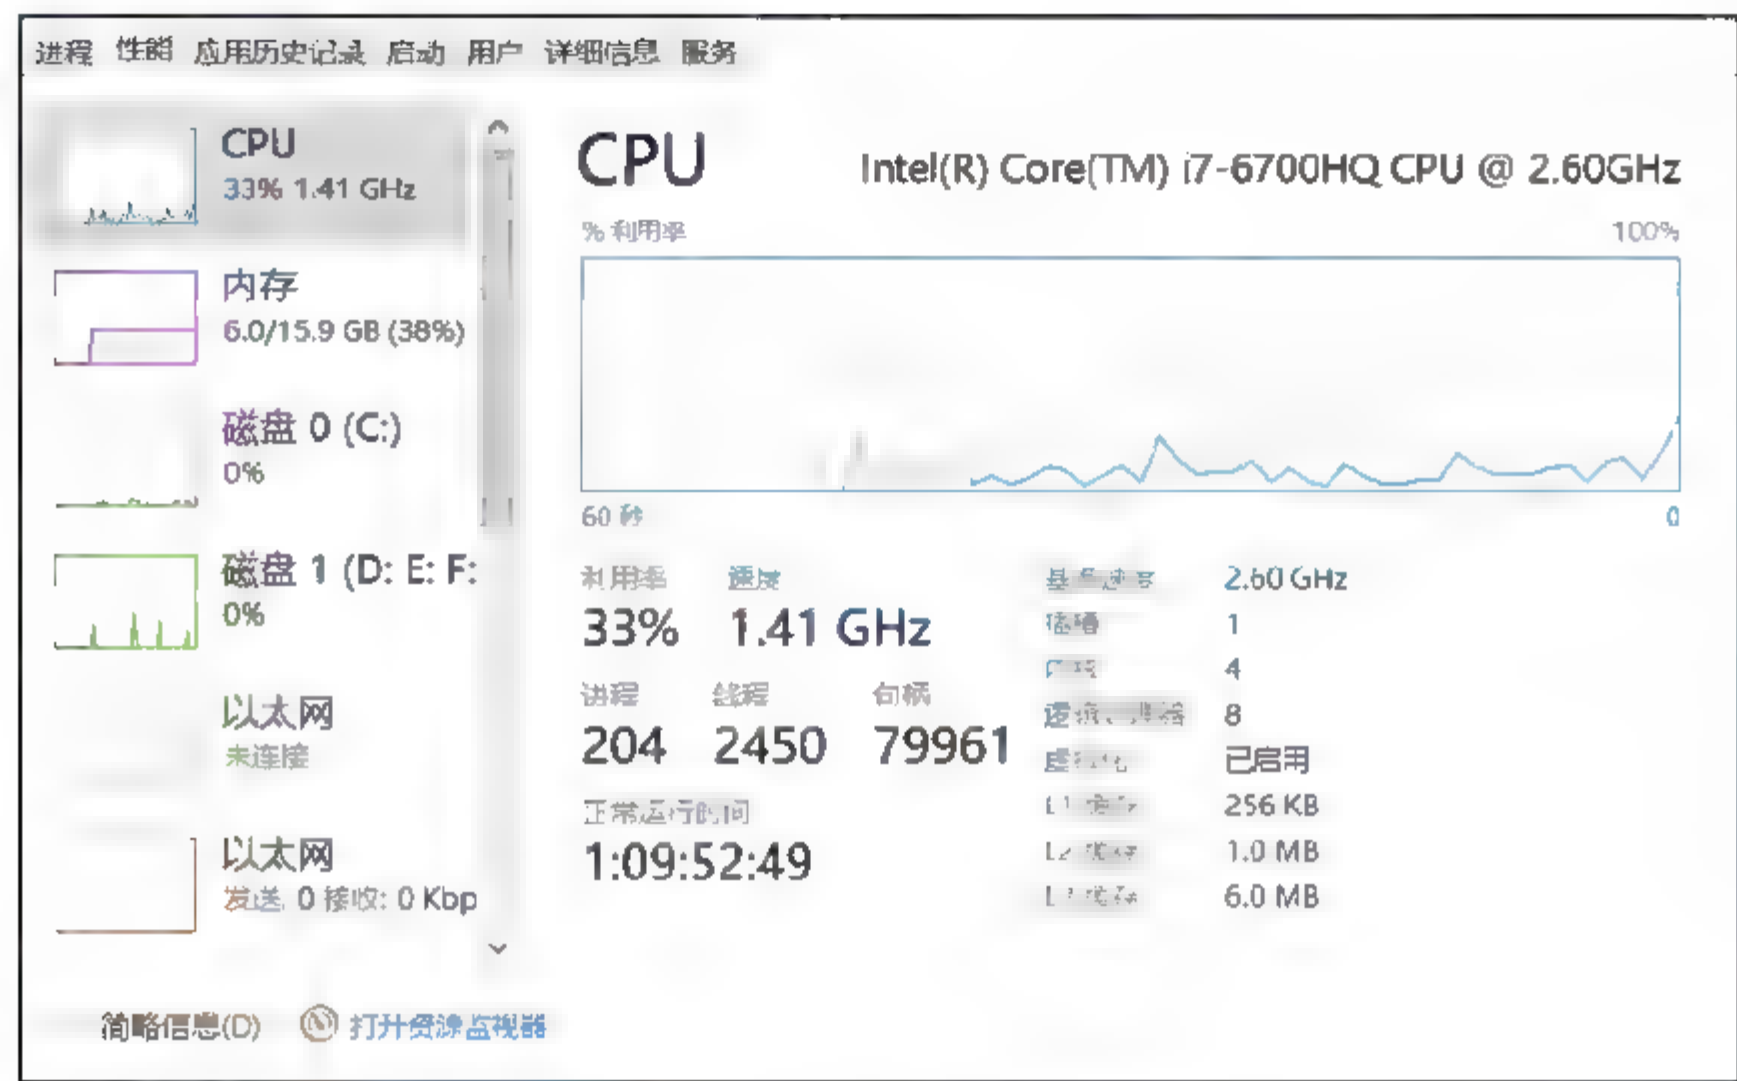 进程 性能 应用历史记录 启动 用户 详细信息 服务
CPU
33% 1.41 GHz
内存
6.0/15.9 GB (38%)
磁盘 0 (C:)
0%
磁盘 1 (D: E: F:
0%
以太网
未连接
以太网
发送 0 接收: 0 Kbp
CPU
Intel(R) Core(TM) i7-6700HQ CPU @ 2.60GHz
% 利用率 100%
60 秒 0
利用率 速度
33% 1.41 GHz
进程 线程 句柄
204 2450 79961
正常运行时间
1:09:52:49
2.60 GHz
插槽 1
4
8
已启用
256 KB
1.0 MB
6.0 MB
简略信息(D) 打开资源监视器